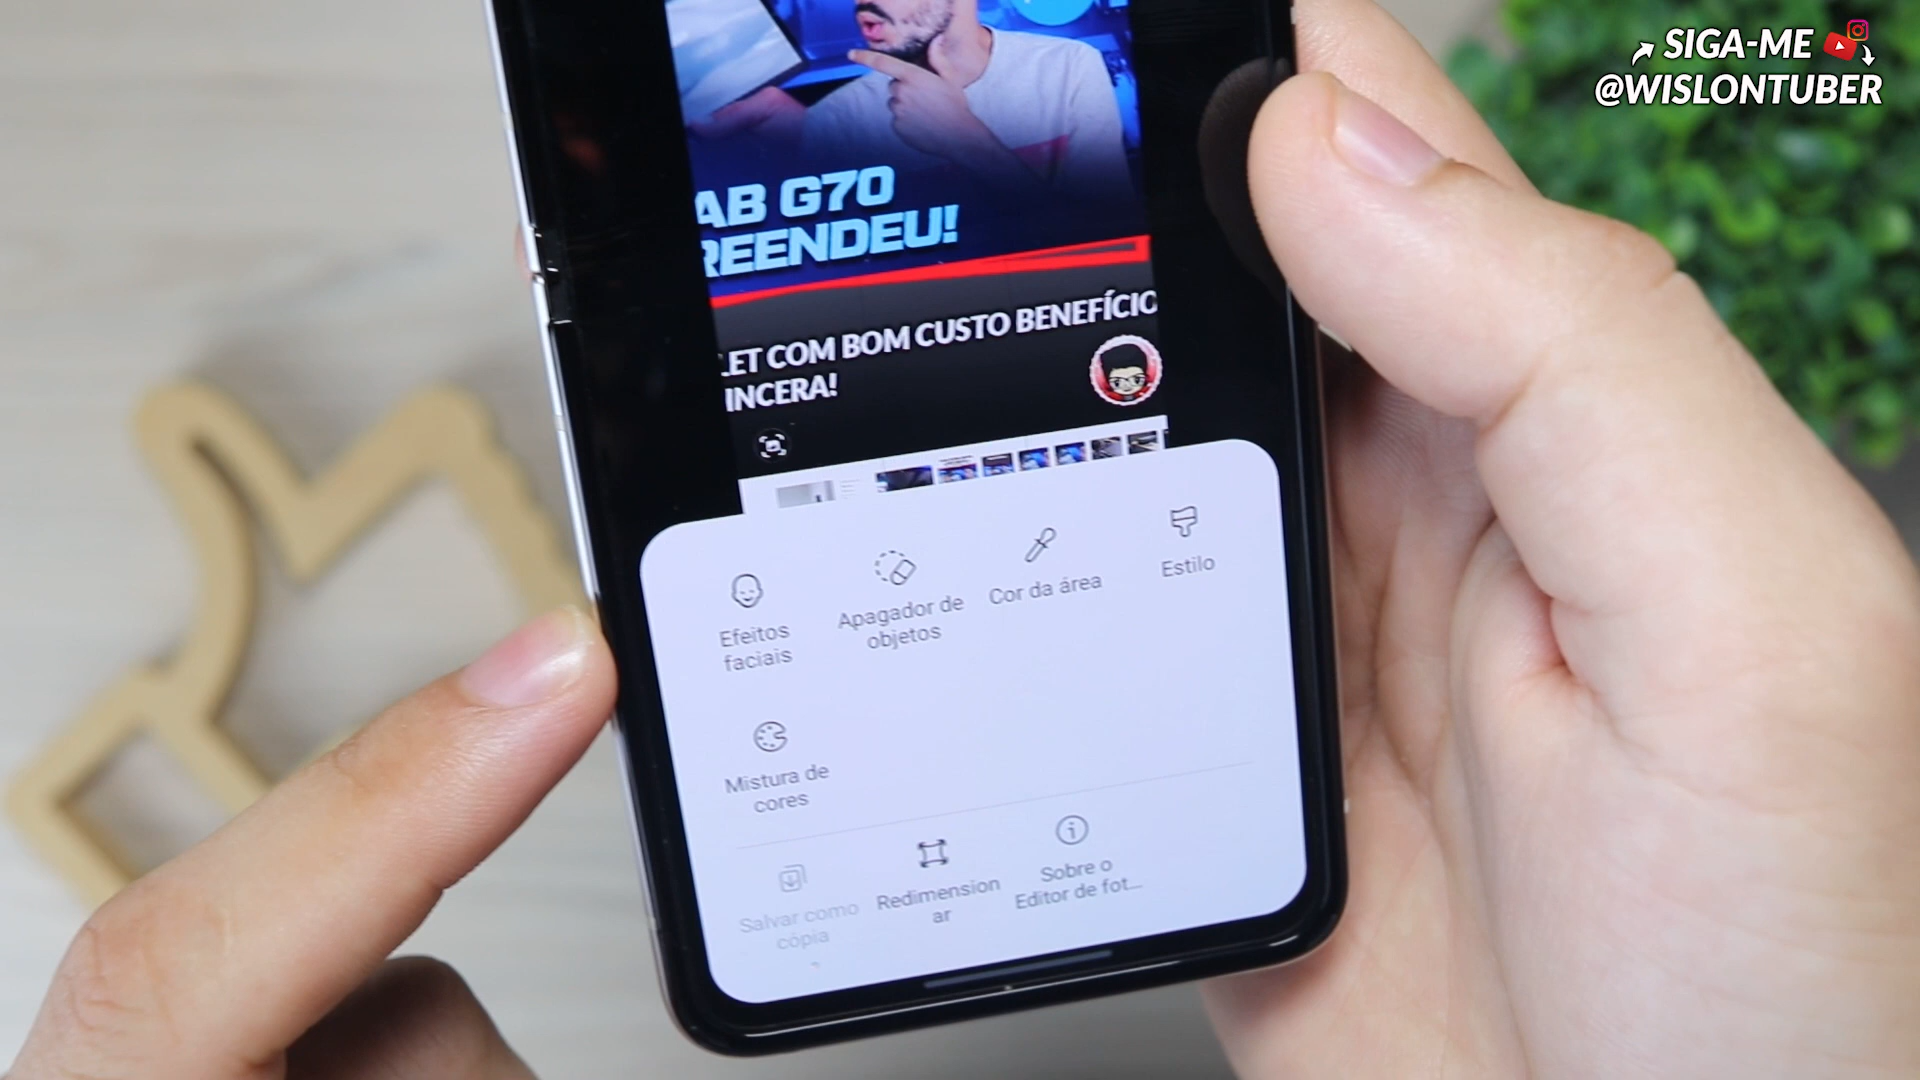 SIGA-ME
@WISLONTUBER
AB G70
REENDEU!
LET COM BOM CUSTO BENEFÍCIO
INCERA!
Efeitos
faciais
Apagador de
objetos
Cor da área
Estilo
Mistura de
cores
Salvar como
cópia
Redimension
ar
Sobre o
Editor de fot...